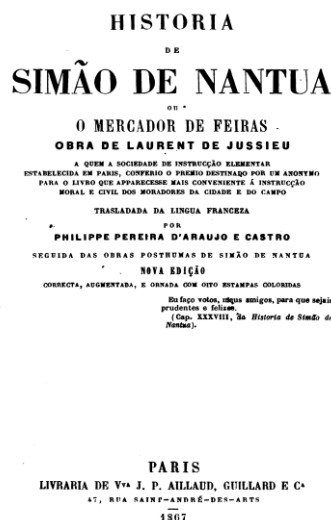 HISTORIA
DE
SIMÃO DE NANTUA
OU
O MERCADOR DE FEIRAS
OBRA DE LAURENT DE JUSSIEU
A QUEM A SOCIEDADE DE INSTRUCÇÃO ELEMENTAR
ESTABELECIDA EM PARIS, CONFERIO O PREMIO DESTINADO POR UM ANONYMO
PARA O LIVRO QUE APPARECESSE MAIS CONVENIENTE Á INSTRUCÇÃO
MORAL E CIVIL DOS MORADORES DA CIDADE E DO CAMPO
TRASLADADA DA LINGUA FRANCEZA
POR
PHILIPPE PEREIRA D'ARAUJO E CASTRO
SEGUIDA DAS OBRAS POSTHUMAS DE SIMÃO DE NANTUA
NOVA EDIÇÃO
CORRECTA, AUGMENTADA, E ORNADA COM OITO ESTAMPAS COLORIDAS
Eu faço votos, meus amigos, para que sejais
prudentes e felizes.
(Cap. XXXVIII, da Historia de Simão de
Nantua).
PARIS
LIVRARIA DE Vva J. P. AILLAUD, GUILLARD E Ca
47, RUA SAINT-ANDRÉ-DES-ARTS
1867